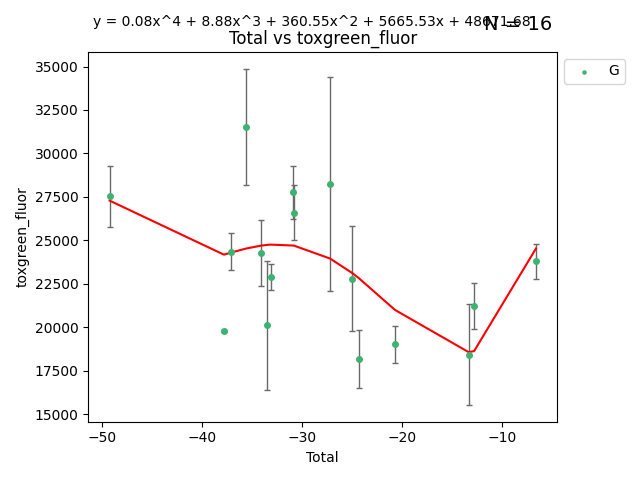 y = 0.08x^4 + 8.88x^3 + 360.55x^2 + 5665.53x + 48671.68
N = 16
Total vs toxgreen_fluor
35000
32500
30000
27500
25000
22500
20000
17500
15000
toxgreen_fluor
−50
−40
−30
−20
−10
Total
G